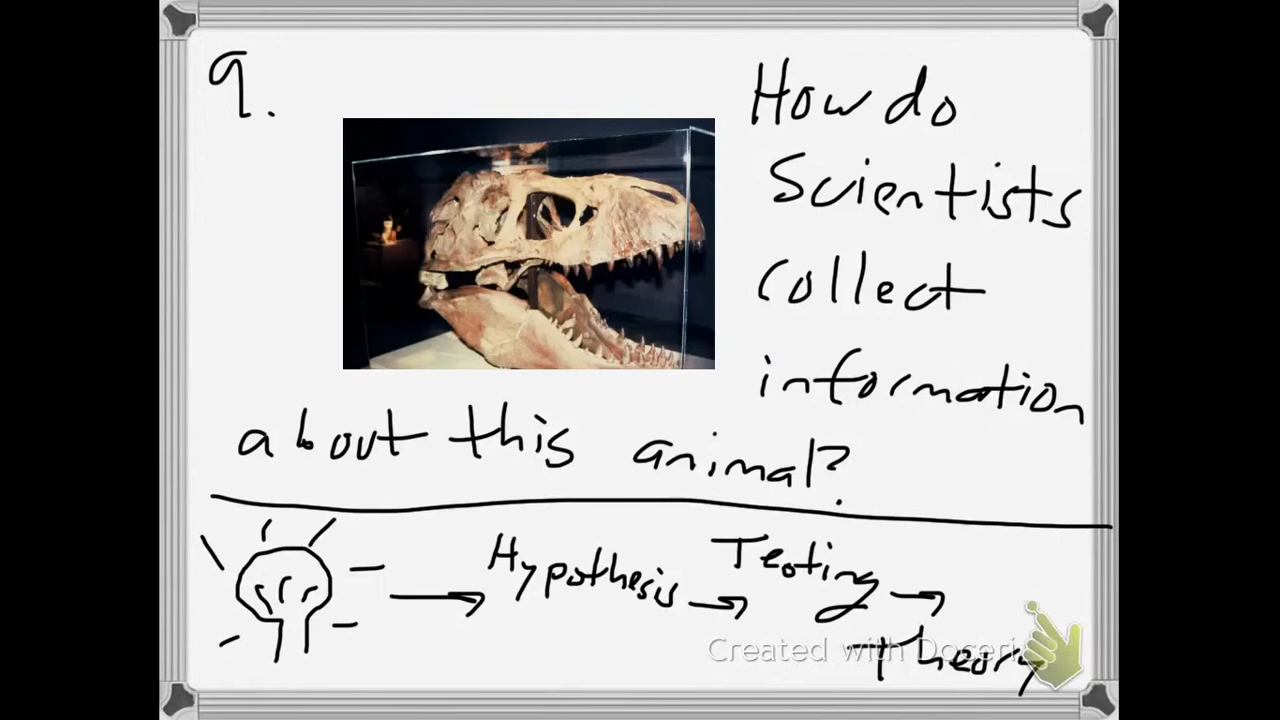 9.
How do
Scientists
collect
information
about this animal?
Hypothesis
Testing
Theory
Created with Doceri